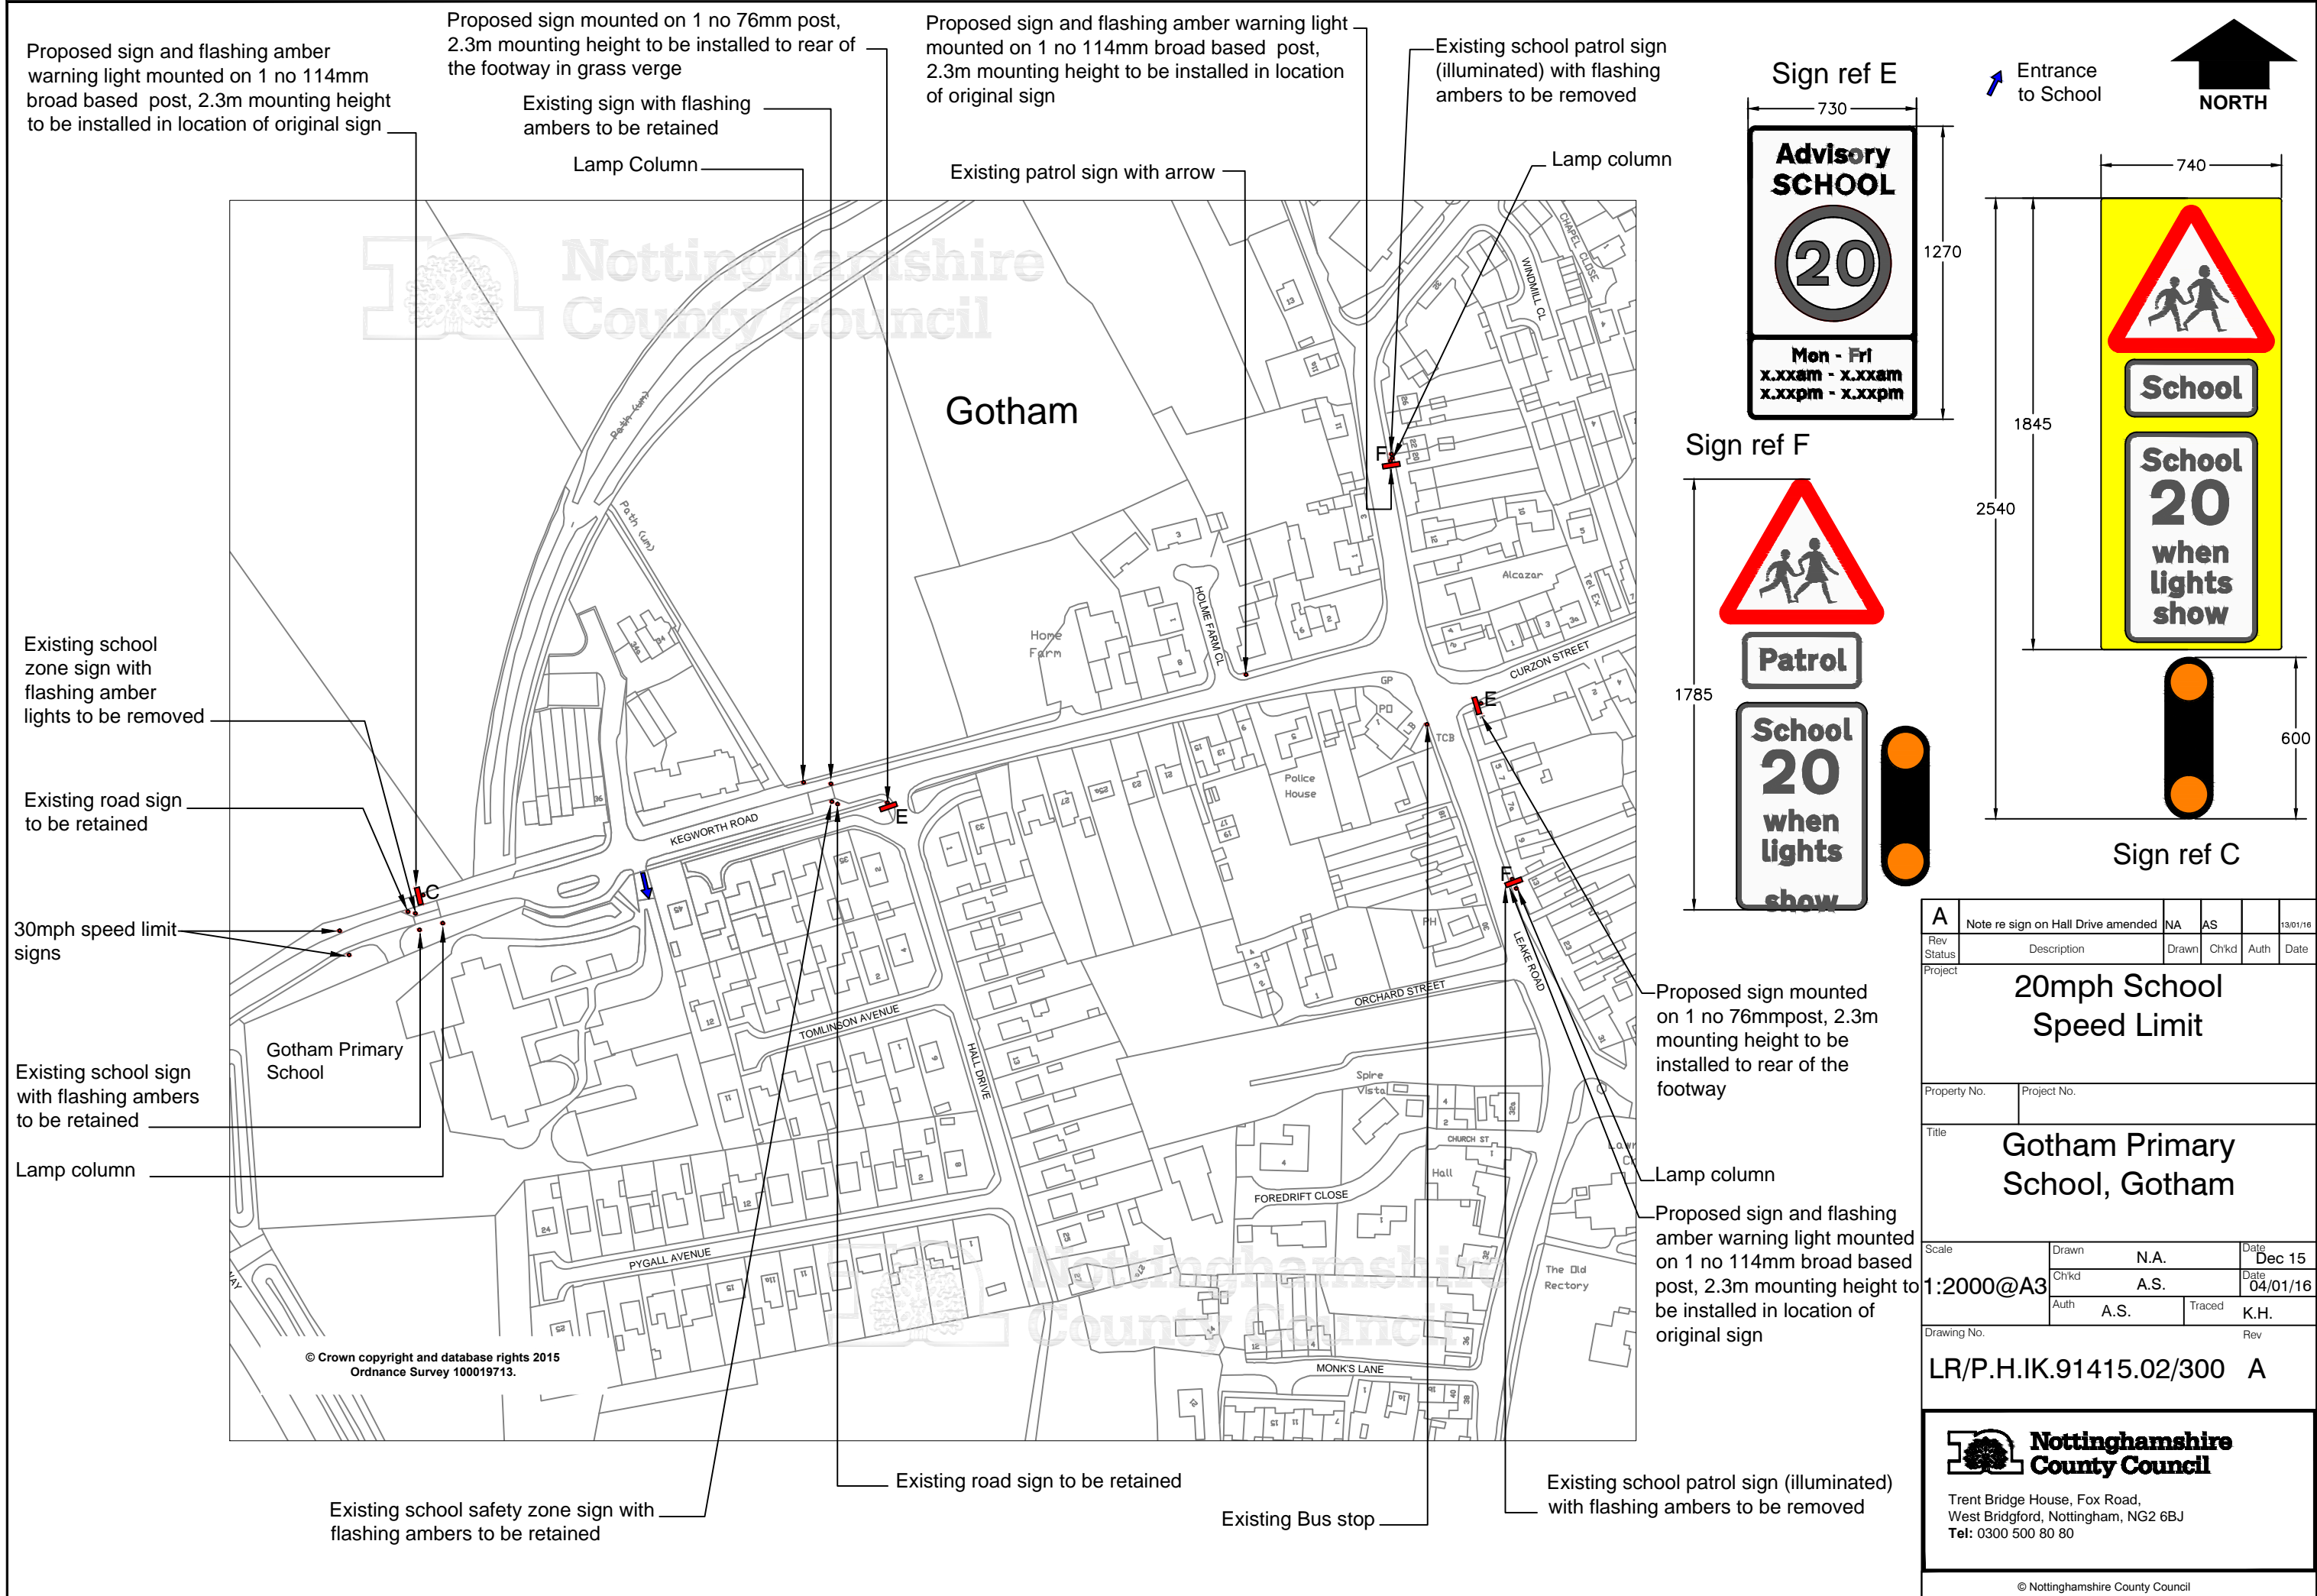 Proposed sign and flashing amber
warning light mounted on 1 no 114mm
broad based post, 2.3m mounting height
to be installed in location of original sign
Proposed sign mounted on 1 no 76mm post,
2.3m mounting height to be installed to rear of
the footway in grass verge
Existing sign with flashing
ambers to be retained
Lamp Column
Proposed sign and flashing amber warning light
mounted on 1 no 114mm broad based post,
2.3m mounting height to be installed in location
of original sign
Existing patrol sign with arrow
Existing school patrol sign
(illuminated) with flashing
ambers to be removed
Lamp column
Sign ref E
730
Advisory
SCHOOL
20
Mon - Fri
x.xxam - x.xxam
x.xxpm - x.xxpm
1270
Entrance
to School
NORTH
740
School
School
20
when
lights
show
1845
2540
600
Sign ref C
Sign ref F
Patrol
School
20
when
lights
show
1785
Nottinghamshire
County Council
Gotham
Path (um)
Path (um)
CHAPEL CLOSE
WINDMILL CL
F
Alcazar
Tel Ex
HOLME FARM CL
Home
Farm
CURZON STREET
GP
PO
LB
TCB
E
Police
House
KEGWORTH ROAD
E
C
F
PH
LEAKE ROAD
ORCHARD STREET
TOMLINSON AVENUE
HALL DRIVE
Gotham Primary
School
Spire
Vista
CHURCH ST
Hall
FOREDRIFT CLOSE
PYGALL AVENUE
The Old
Rectory
MONK'S LANE
Nottinghamshire
County Council
© Crown copyright and database rights 2015
Ordnance Survey 100019713.
Existing school
zone sign with
flashing amber
lights to be removed
Existing road sign
to be retained
30mph speed limit
signs
Existing school sign
with flashing ambers
to be retained
Lamp column
Existing school safety zone sign with
flashing ambers to be retained
Existing road sign to be retained
Existing Bus stop
Existing school patrol sign (illuminated)
with flashing ambers to be removed
Proposed sign mounted
on 1 no 76mmpost, 2.3m
mounting height to be
installed to rear of the
footway
Lamp column
Proposed sign and flashing
amber warning light mounted
on 1 no 114mm broad based
post, 2.3m mounting height to
be installed in location of
original sign
A Note re sign on Hall Drive amended NA AS 13/01/16
Rev Status Description Drawn Ch'kd Auth Date
Project
20mph School
Speed Limit
Property No. Project No.
Title
Gotham Primary
School, Gotham
Scale 1:2000@A3
Drawn N.A. Date Dec 15
Ch'kd A.S. Date 04/01/16
Auth A.S. Traced K.H.
Drawing No. Rev
LR/P.H.IK.91415.02/300 A
Nottinghamshire
County Council
Trent Bridge House, Fox Road,
West Bridgford, Nottingham, NG2 6BJ
Tel: 0300 500 80 80
© Nottinghamshire County Council